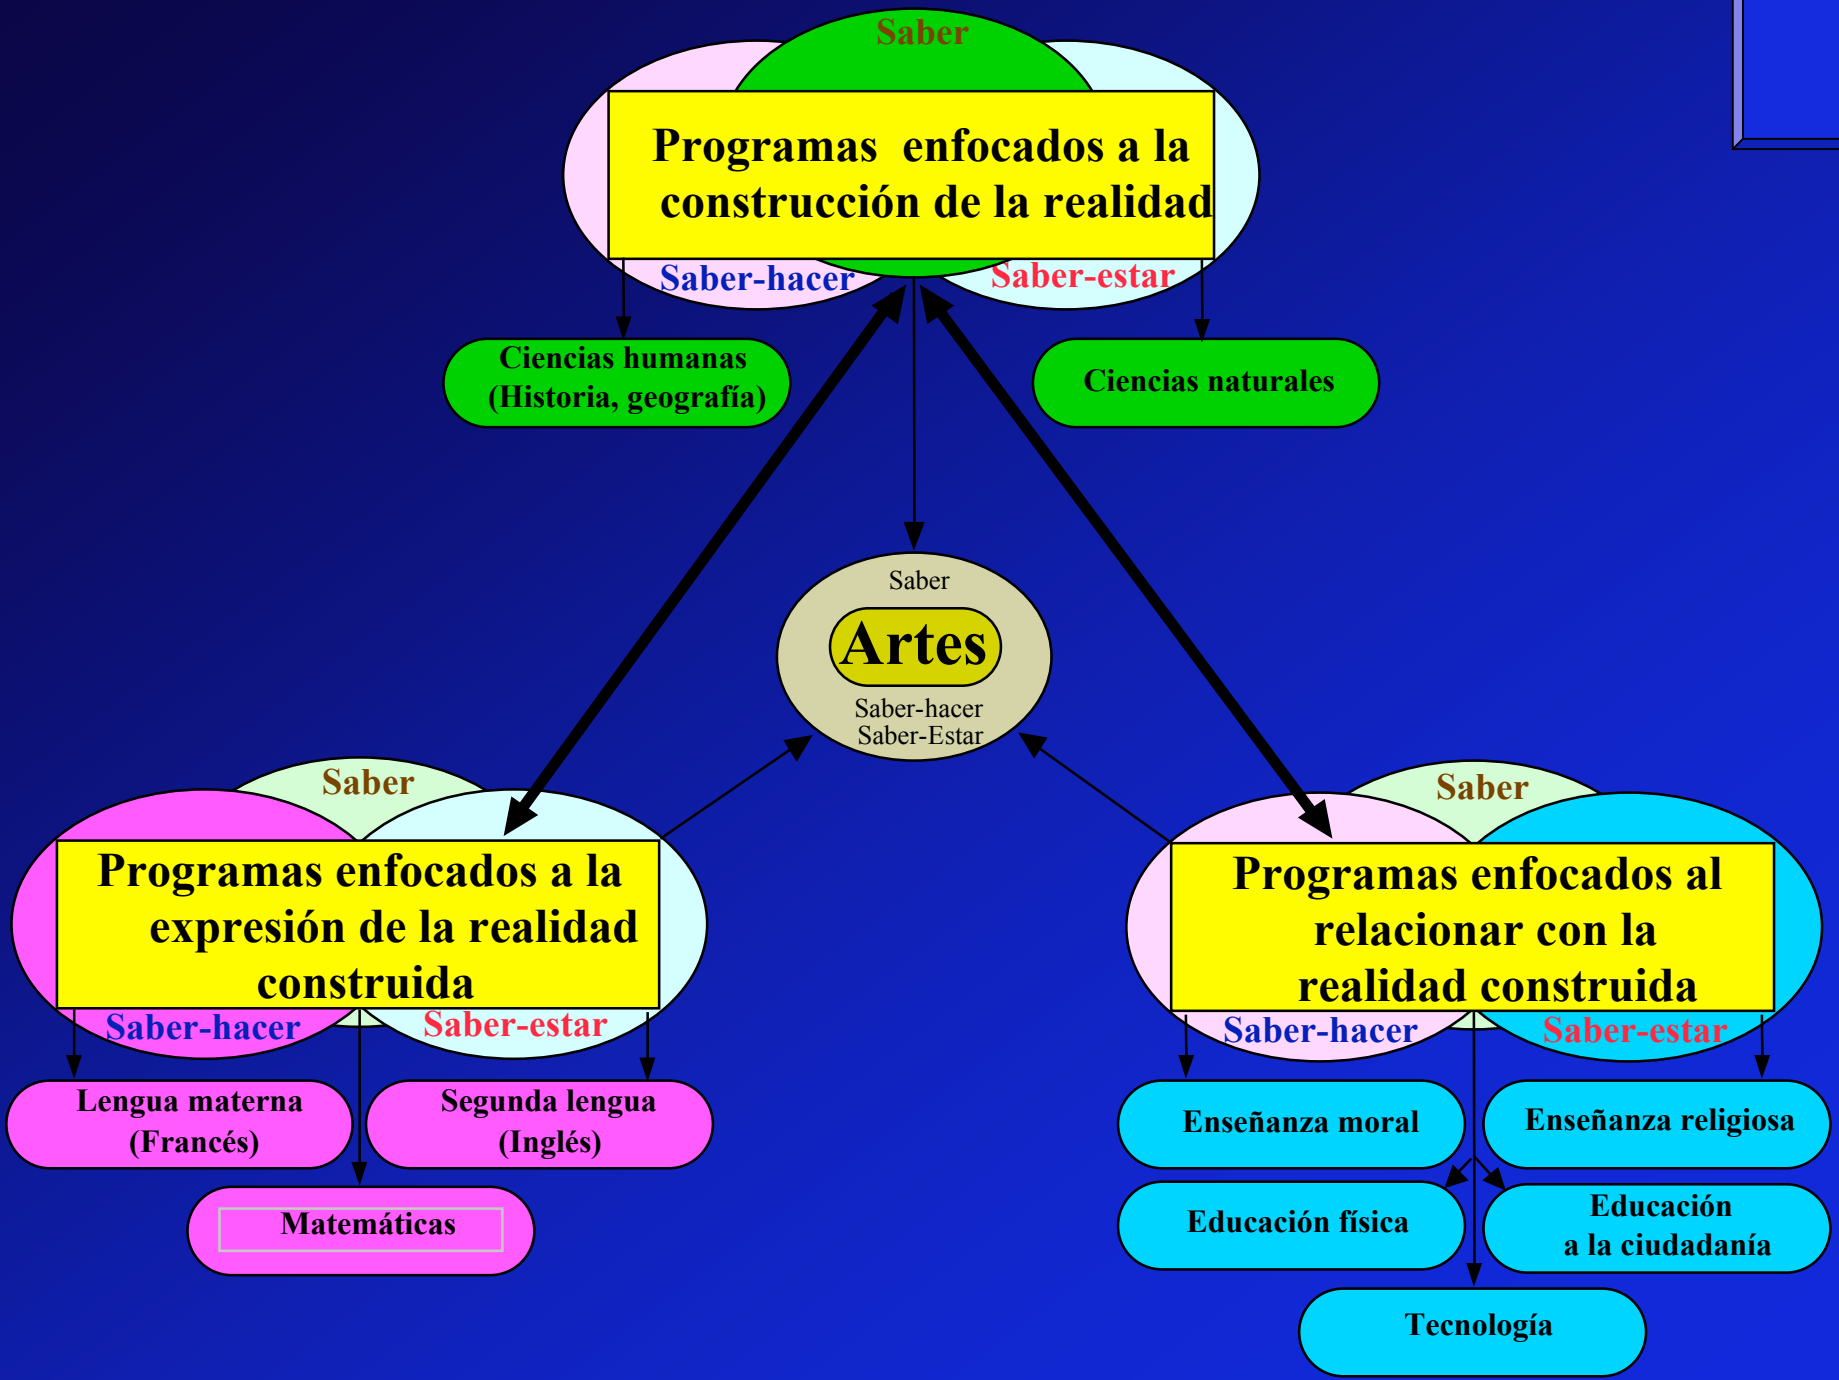 Saber
Programas enfocados a la
construcción de la realidad
Saber-hacer
Saber-estar
Ciencias humanas
(Historia, geografía)
Ciencias naturales
Saber
Artes
Saber-hacer
Saber-Estar
Saber
Programas enfocados a la
expresión de la realidad
construida
Saber-hacer
Saber-estar
Lengua materna
(Francés)
Segunda lengua
(Inglés)
Matemáticas
Saber
Programas enfocados al
relacionar con la
realidad construida
Saber-hacer
Saber-estar
Enseñanza moral
Enseñanza religiosa
Educación física
Educación
a la ciudadanía
Tecnología